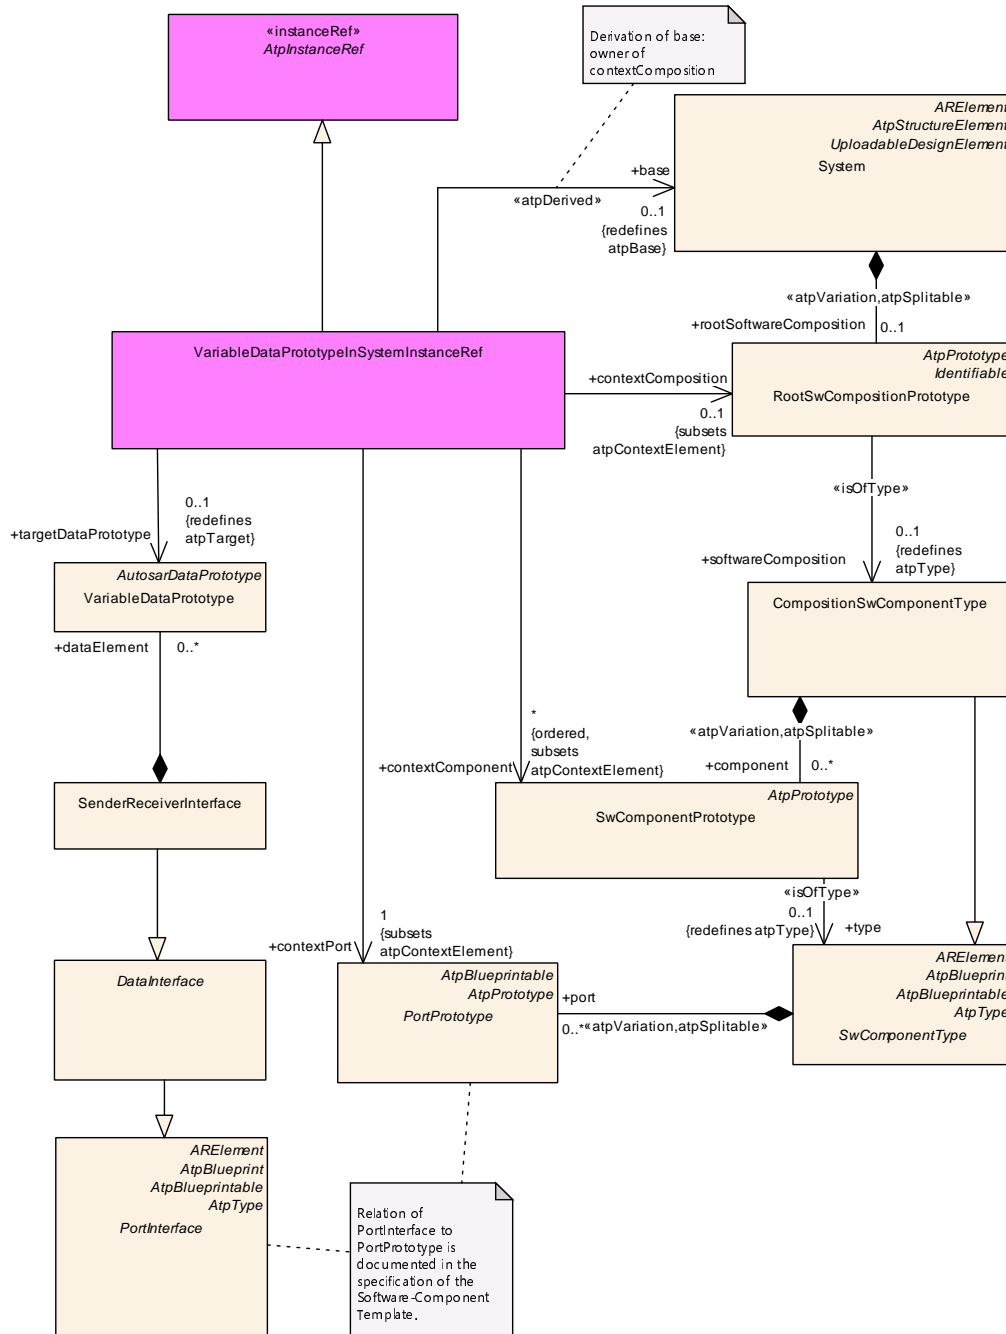 «instanceRef»
AtpInstanceRef
Derivation of base:
owner of
contextComposition
ARElement
AtpStructureElement
UploadableDesignElement
System
+base
«atpDerived»
0..1
{redefines
atpBase}
«atpVariation,atpSplitable»
+rootSoftwareComposition
0..1
VariableDataPrototypeInSystemInstanceRef
AtpPrototype
Identifiable
RootSwCompositionPrototype
+contextComposition
0..1
{subsets
atpContextElement}
«isOfType»
0..1
{redefines
atpType}
+softwareComposition
+targetDataPrototype
0..1
{redefines
atpTarget}
AutosarDataPrototype
VariableDataPrototype
CompositionSwComponentType
+dataElement
0..*
«atpVariation,atpSplitable»
+component
0..*
*
{ordered,
subsets
atpContextElement}
+contextComponent
SenderReceiverInterface
AtpPrototype
SwComponentPrototype
«isOfType»
0..1
{redefines atpType}
+type
+contextPort
1
{subsets
atpContextElement}
DataInterface
AtpBlueprintable
AtpPrototype
PortPrototype
+port
0..*
«atpVariation,atpSplitable»
ARElement
AtpBlueprint
AtpBlueprintable
AtpType
SwComponentType
ARElement
AtpBlueprint
AtpBlueprintable
AtpType
PortInterface
Relation of
PortInterface to
PortPrototype is
documented in the
specification of the
Software-Component
Template.